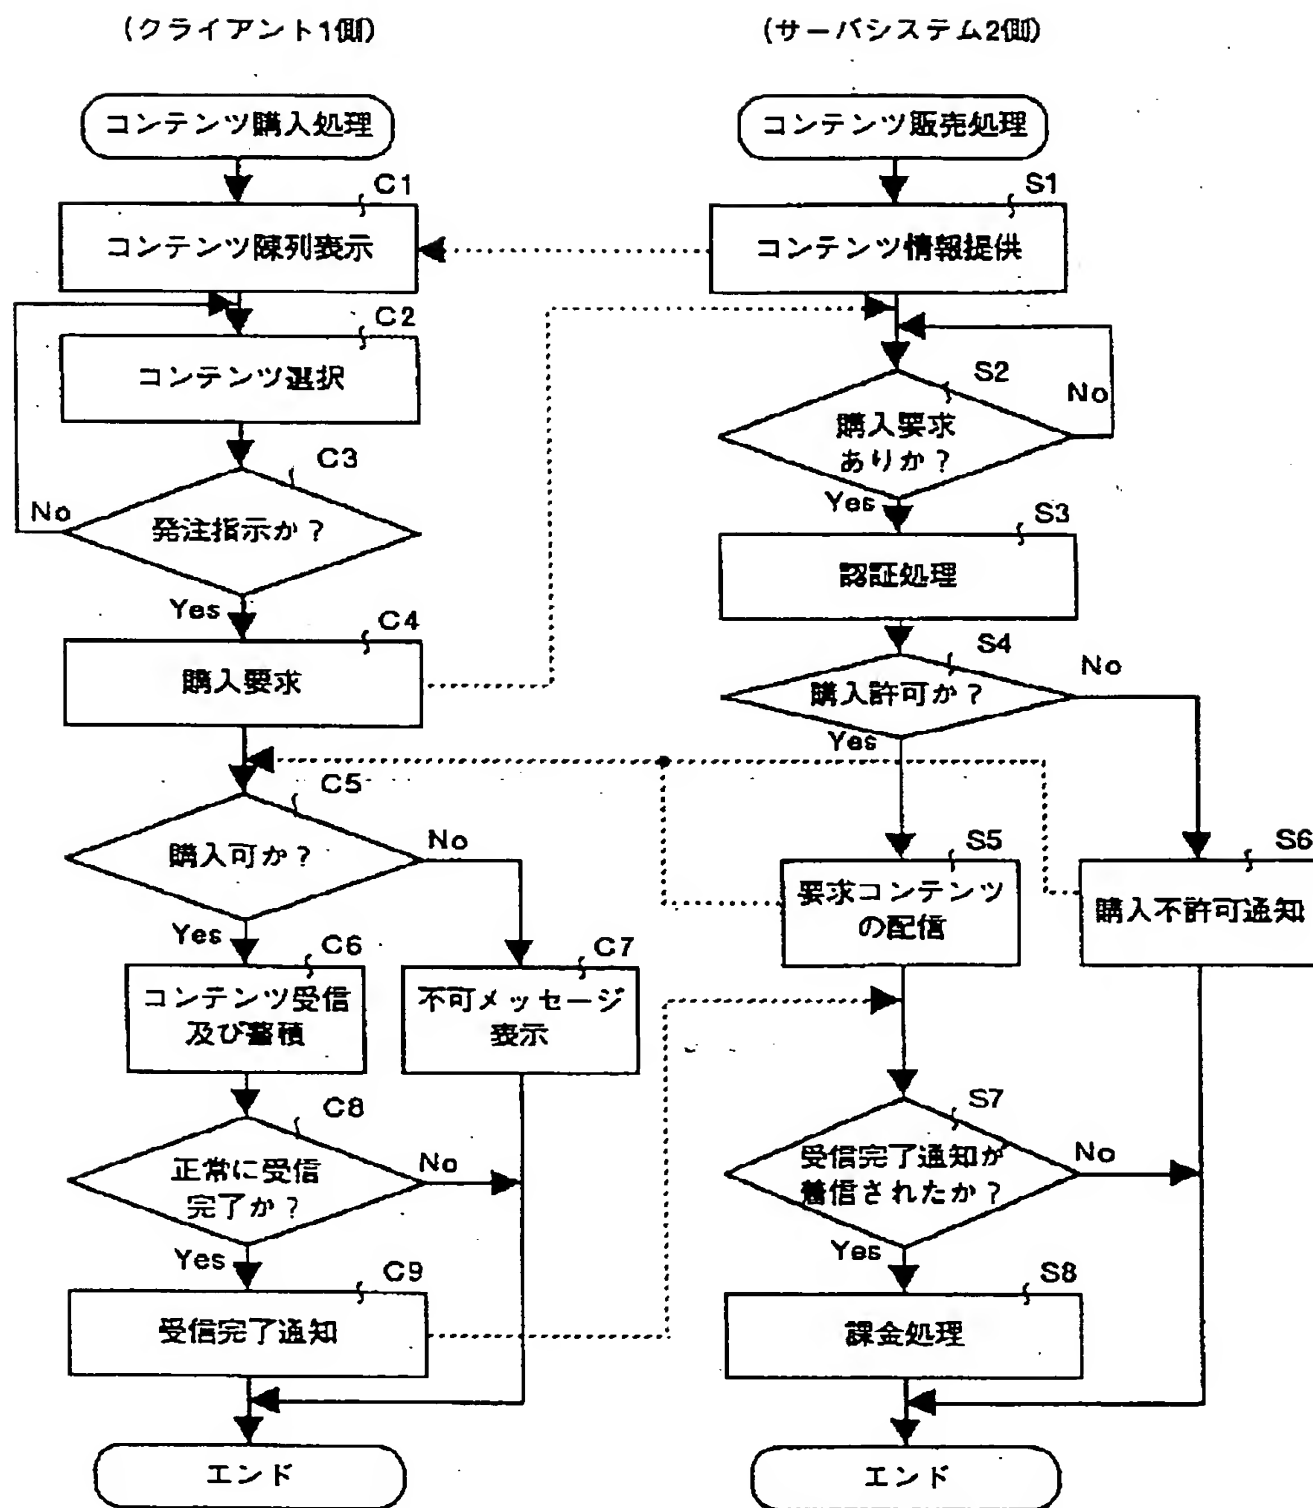 (クライアント1側)
コンテンツ購入処理
C1
コンテンツ陳列表示
C2
コンテンツ選択
C3
No
発注指示か?
Yes
C4
購入要求
C5
購入可か?
No
Yes
C6
コンテンツ受信
及び蓄積
C7
不可メッセージ
表示
C8
正常に受信
完了か?
No
Yes
C9
受信完了通知
エンド
(サーバシステム2側)
コンテンツ販売処理
S1
コンテンツ情報提供
S2
No
購入要求
ありか?
Yes
S3
認証処理
S4
No
購入許可か?
Yes
S5
要求コンテンツ
の配信
S6
購入不許可通知
S7
受信完了通知が
着信されたか?
No
Yes
S8
課金処理
エンド